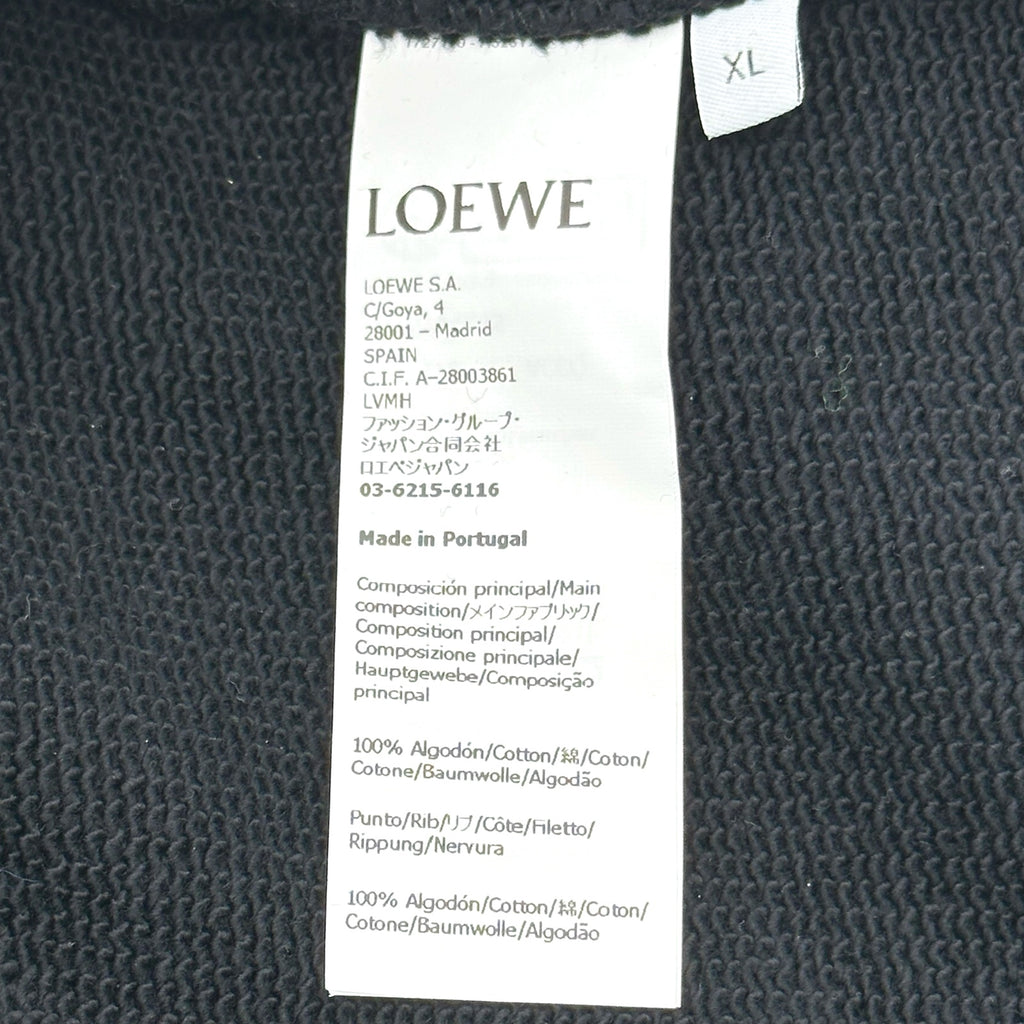 XL
LOEWE
LOEWE S.A.
C/Goya, 4
28001 – Madrid
SPAIN
C.I.F. A-28003861
LVMH
ファッション・グループ・
ジャパン合同会社
ロエベジャパン
03-6215-6116
Made in Portugal
Composición principal/Main
composition/メインファブリック/
Composition principal/
Composizione principale/
Hauptgewebe/Composição
principal
100% Algodón/Cotton/綿/Coton/
Cotone/Baumwolle/Algodão
Punto/Rib/リブ/Côte/Filetto/
Rippung/Nervura
100% Algodón/Cotton/綿/Coton/
Cotone/Baumwolle/Algodão